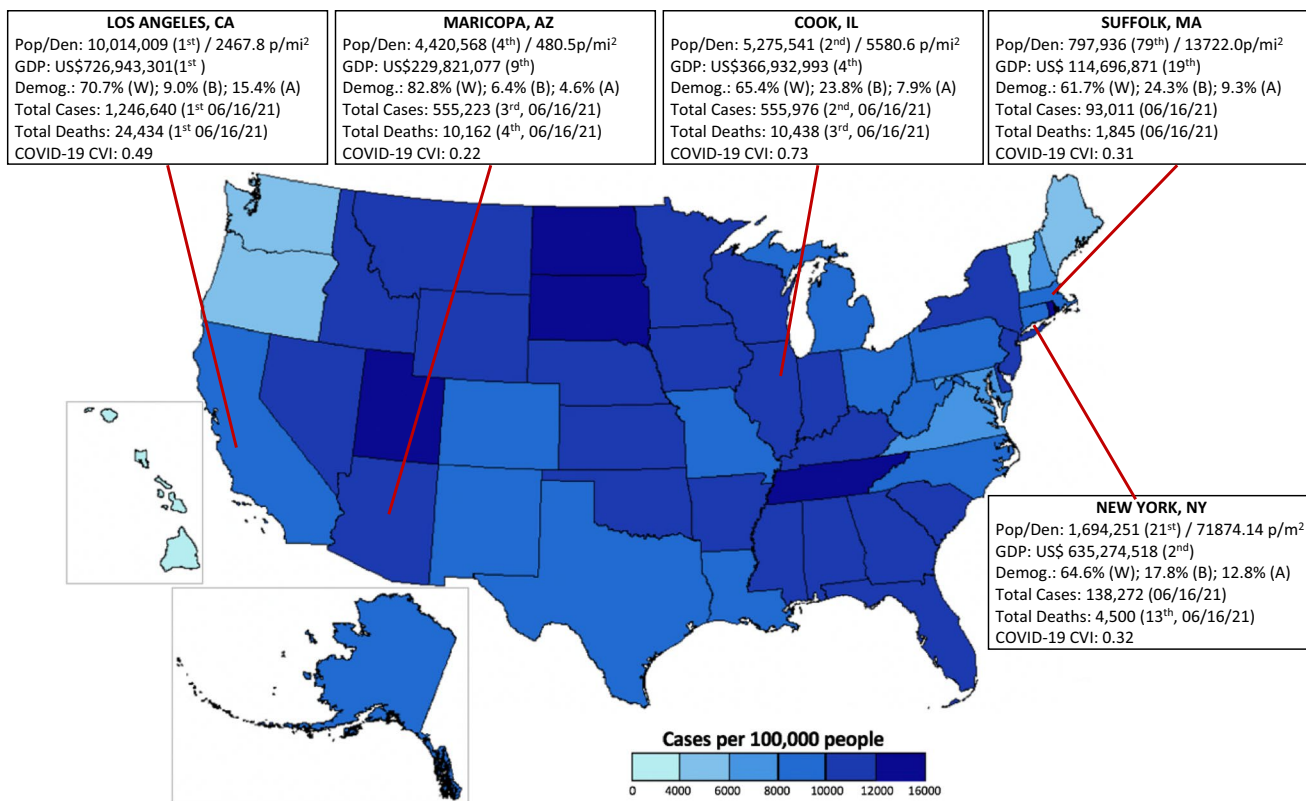 LOS ANGELES, CA
Pop/Den: 10,014,009 (1st) / 2467.8 p/mi²
GDP: US$726,943,301(1st )
Demog.: 70.7% (W); 9.0% (B); 15.4% (A)
Total Cases: 1,246,640 (1st 06/16/21)
Total Deaths: 24,434 (1st 06/16/21)
COVID-19 CVI: 0.49
MARICOPA, AZ
Pop/Den: 4,420,568 (4th) / 480.5p/mi²
GDP: US$229,821,077 (9th)
Demog.: 82.8% (W); 6.4% (B); 4.6% (A)
Total Cases: 555,223 (3rd, 06/16/21)
Total Deaths: 10,162 (4th, 06/16/21)
COVID-19 CVI: 0.22
COOK, IL
Pop/Den: 5,275,541 (2nd) / 5580.6 p/mi²
GDP: US$366,932,993 (4th)
Demog.: 65.4% (W); 23.8% (B); 7.9% (A)
Total Cases: 555,976 (2nd, 06/16/21)
Total Deaths: 10,438 (3rd, 06/16/21)
COVID-19 CVI: 0.73
SUFFOLK, MA
Pop/Den: 797,936 (79th) / 13722.0p/mi²
GDP: US$ 114,696,871 (19th)
Demog.: 61.7% (W); 24.3% (B); 9.3% (A)
Total Cases: 93,011 (06/16/21)
Total Deaths: 1,845 (06/16/21)
COVID-19 CVI: 0.31
NEW YORK, NY
Pop/Den: 1,694,251 (21st) / 71874.14 p/m²
GDP: US$ 635,274,518 (2nd)
Demog.: 64.6% (W); 17.8% (B); 12.8% (A)
Total Cases: 138,272 (06/16/21)
Total Deaths: 4,500 (13th, 06/16/21)
COVID-19 CVI: 0.32
Cases per 100,000 people
0 4000 6000 8000 10000 12000 16000